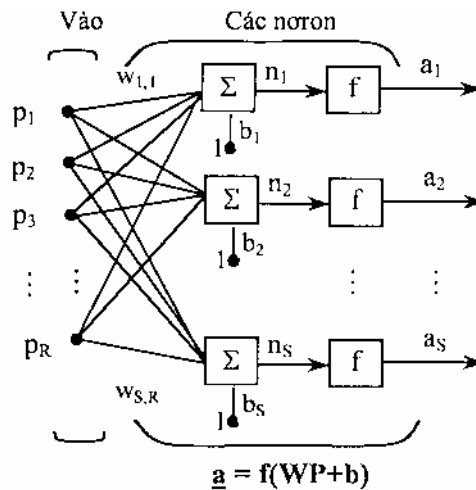 Vào Các nơron
w1,1 n1 a1
Σ f
p1
1 b1
p2
n2 a2
Σ f
p3
1 b2
⋮ ⋮ ⋮ ⋮
pR
nS aS
Σ f
wS,R
1 bS
a = f(WP+b)